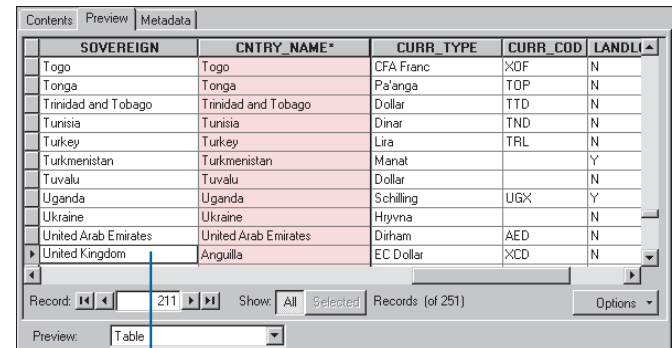 Contents Preview Metadata
SOVEREIGN CNTRY_NAME* CURR_TYPE CURR_COD LANDL
Togo Togo CFA Franc XOF N
Tonga Tonga Pa'anga TOP N
Trinidad and Tobago Trinidad and Tobago Dollar TTD N
Tunisia Tunisia Dinar TND N
Turkey Turkey Lira TRL N
Turkmenistan Turkmenistan Manat Y
Tuvalu Tuvalu Dollar N
Uganda Uganda Schilling UGX Y
Ukraine Ukraine Hryvna N
United Arab Emirates United Arab Emirates Dirham AED N
United Kingdom Anguilla EC Dollar XCD N
Record: 211 Show: All Selected Records (of 251) Options
Preview: Table